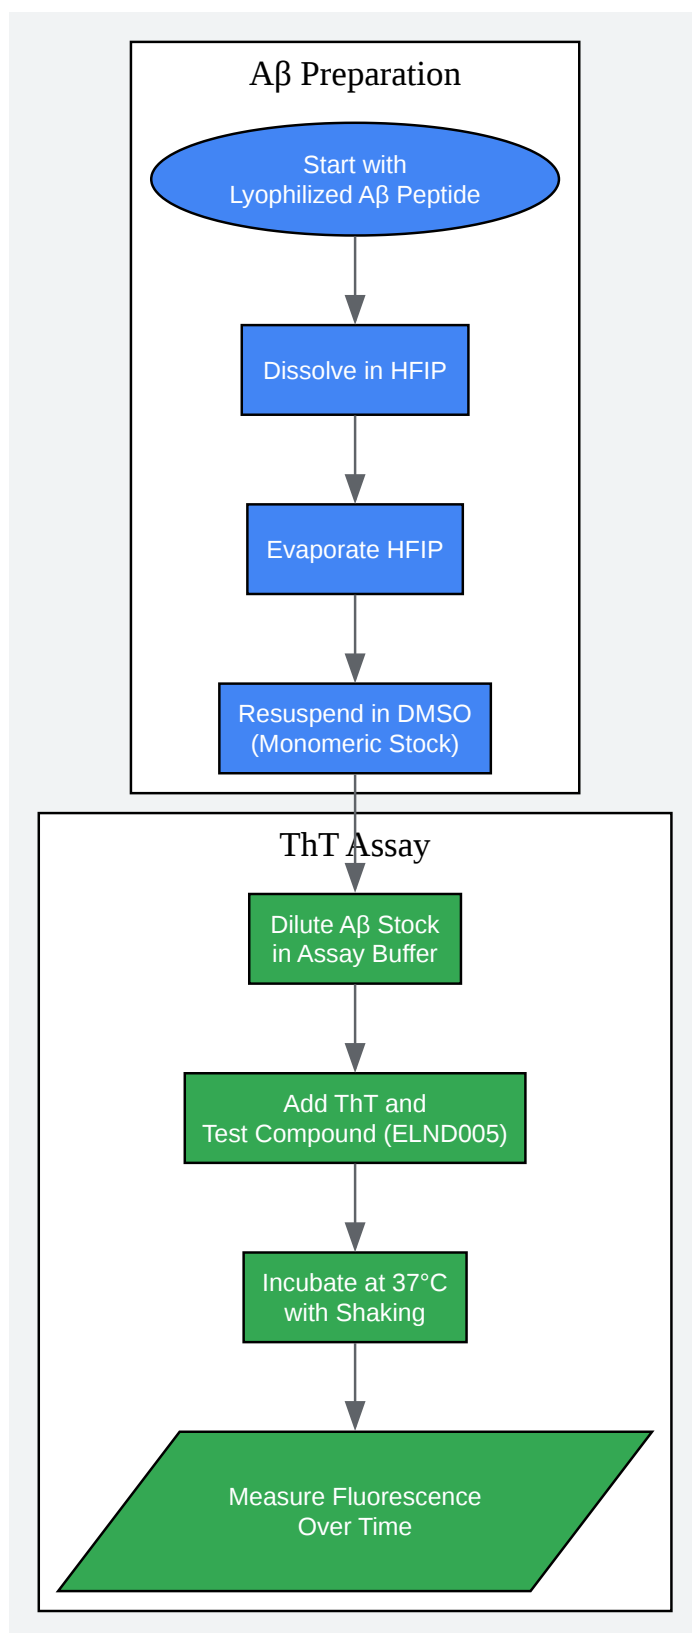 Aβ Preparation
Start with
Lyophilized Aβ Peptide
Dissolve in HFIP
Evaporate HFIP
Resuspend in DMSO
(Monomeric Stock)
ThT Assay
Dilute Aβ Stock
in Assay Buffer
Add ThT and
Test Compound (ELND005)
Incubate at 37°C
with Shaking
Measure Fluorescence
Over Time